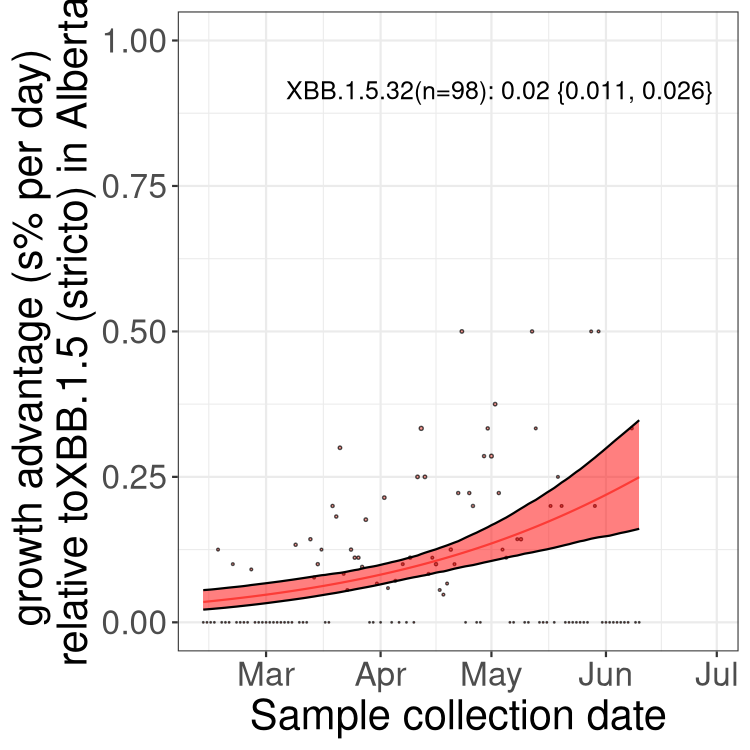 growth advantage (s% per day)
relative toXBB.1.5 (stricto) in Alberta
1.00
0.75
0.50
0.25
0.00
XBB.1.5.32(n=98): 0.02 {0.011, 0.026}
Mar Apr May Jun Jul
Sample collection date